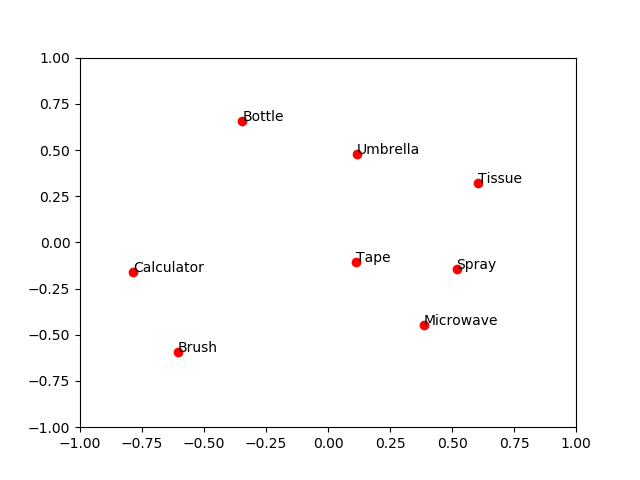 1.00
0.75
0.50
0.25
0.00
−0.25
−0.50
−0.75
−1.00
Bottle
Umbrella
Tissue
Tape
Spray
Calculator
Microwave
Brush
−1.00 −0.75 −0.50 −0.25 0.00 0.25 0.50 0.75 1.00